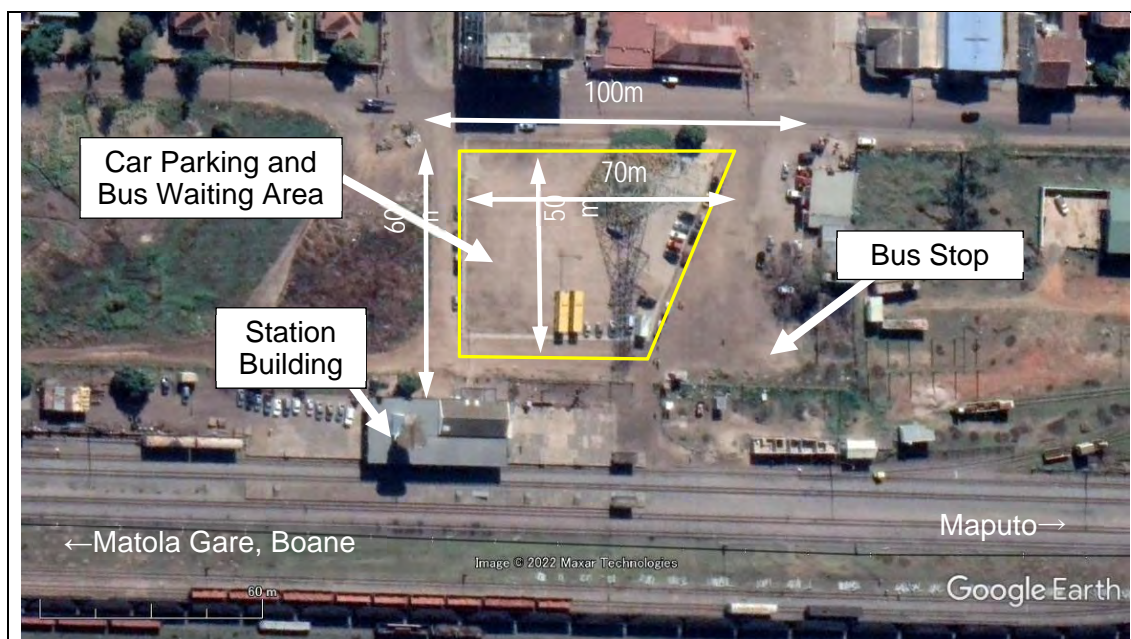 100m
Car Parking and
Bus Waiting Area
70m
60
m
50
m
Bus Stop
Station
Building
Maputo→
←Matola Gare, Boane
Image © 2022 Maxar Technologies
Google Earth
60 m